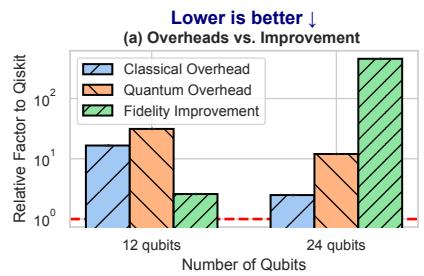 Lower is better ↓
(a) Overheads vs. Improvement
Relative Factor to Qiskit
10²
10¹
10⁰
Classical Overhead
Quantum Overhead
Fidelity Improvement
12 qubits
24 qubits
Number of Qubits